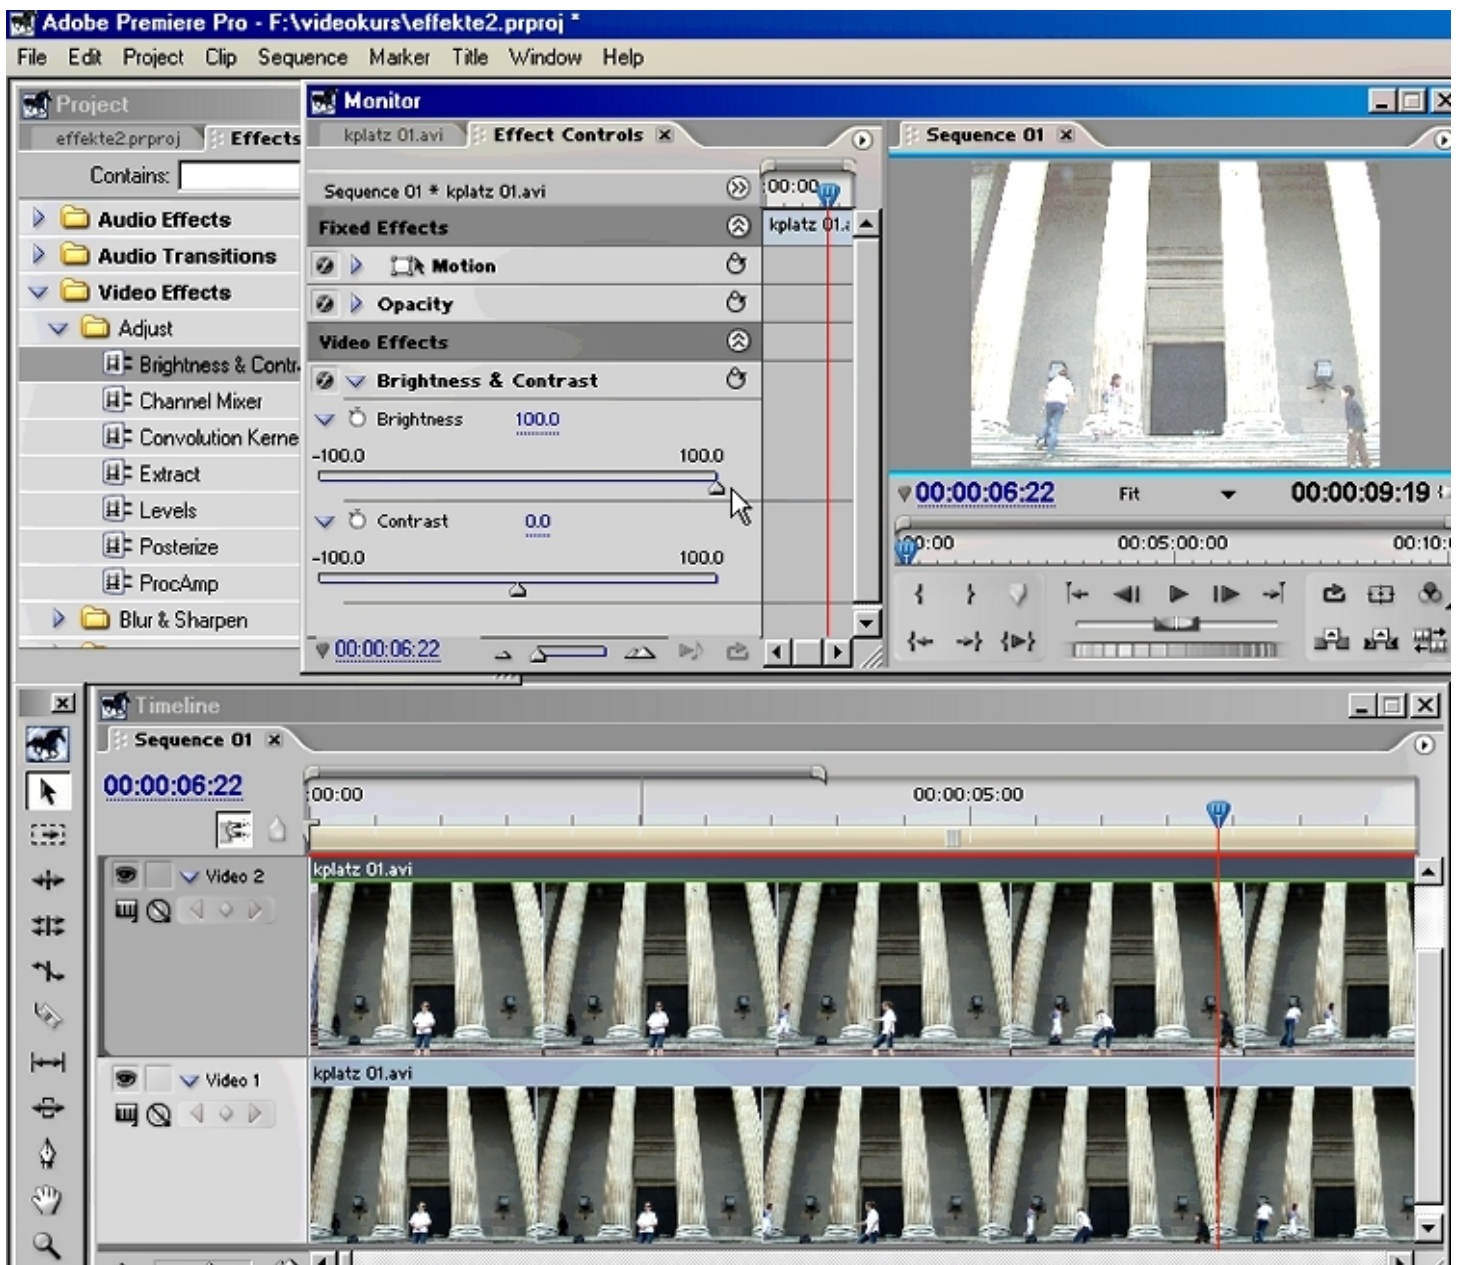 Adobe Premiere Pro - F:\videokurs\effekte2.prproj *
File Edit Project Clip Sequence Marker Title Window Help
Project
effekte2.prproj Effects
Contains:
Audio Effects
Audio Transitions
Video Effects
Adjust
Brightness & Contr
Channel Mixer
Convolution Kerne
Extract
Levels
Posterize
ProcAmp
Blur & Sharpen
Monitor
kplatz 01.avi Effect Controls
Sequence 01 * kplatz 01.avi
:00:00
Fixed Effects
kplatz 01.a
Motion
Opacity
Video Effects
Brightness & Contrast
Brightness 100.0
-100.0 100.0
Contrast 0.0
-100.0 100.0
00:00:06:22
Sequence 01
00:00:06:22 Fit 00:00:09:19
00:00 00:05:00:00 00:10:
Timeline
Sequence 01
00:00:06:22
:00:00 00:00:05:00
Video 2
kplatz 01.avi
Video 1
kplatz 01.avi